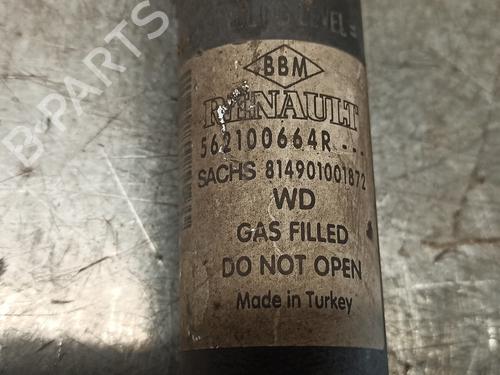 BBM
RENAULT
562100664R ---
SACHS 814901001872
WD
GAS FILLED
DO NOT OPEN
Made in Turkey
B-Parts